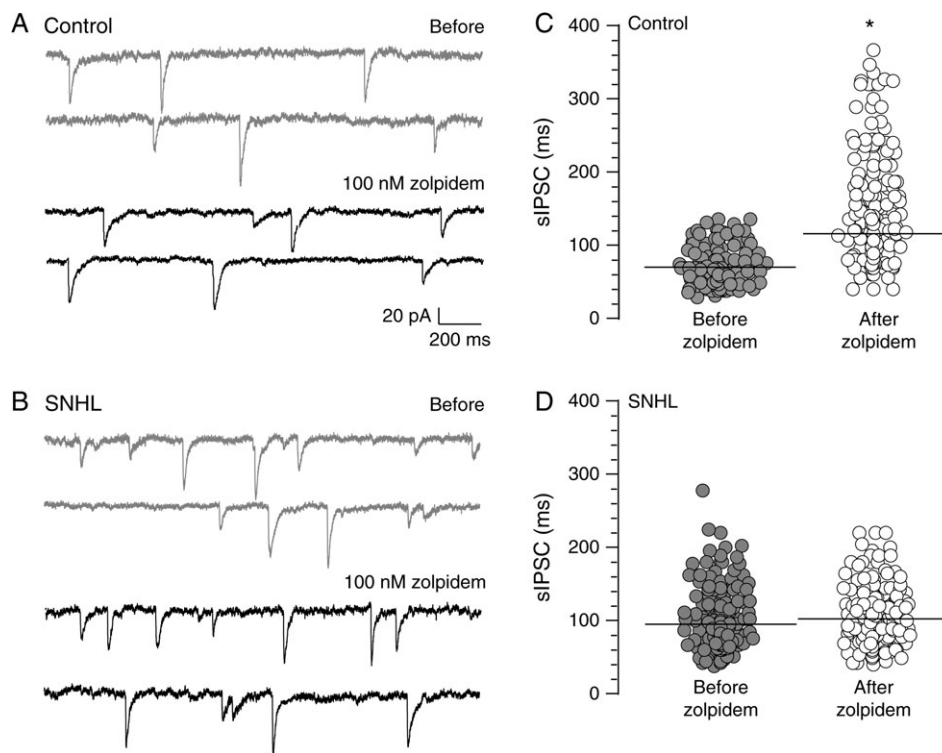 A Control Before
100 nM zolpidem
20 pA
200 ms
B SNHL Before
100 nM zolpidem
C Control *
400
300
200
100
0
sIPSC (ms)
Before
zolpidem
After
zolpidem
D SNHL
400
300
200
100
0
sIPSC (ms)
Before
zolpidem
After
zolpidem